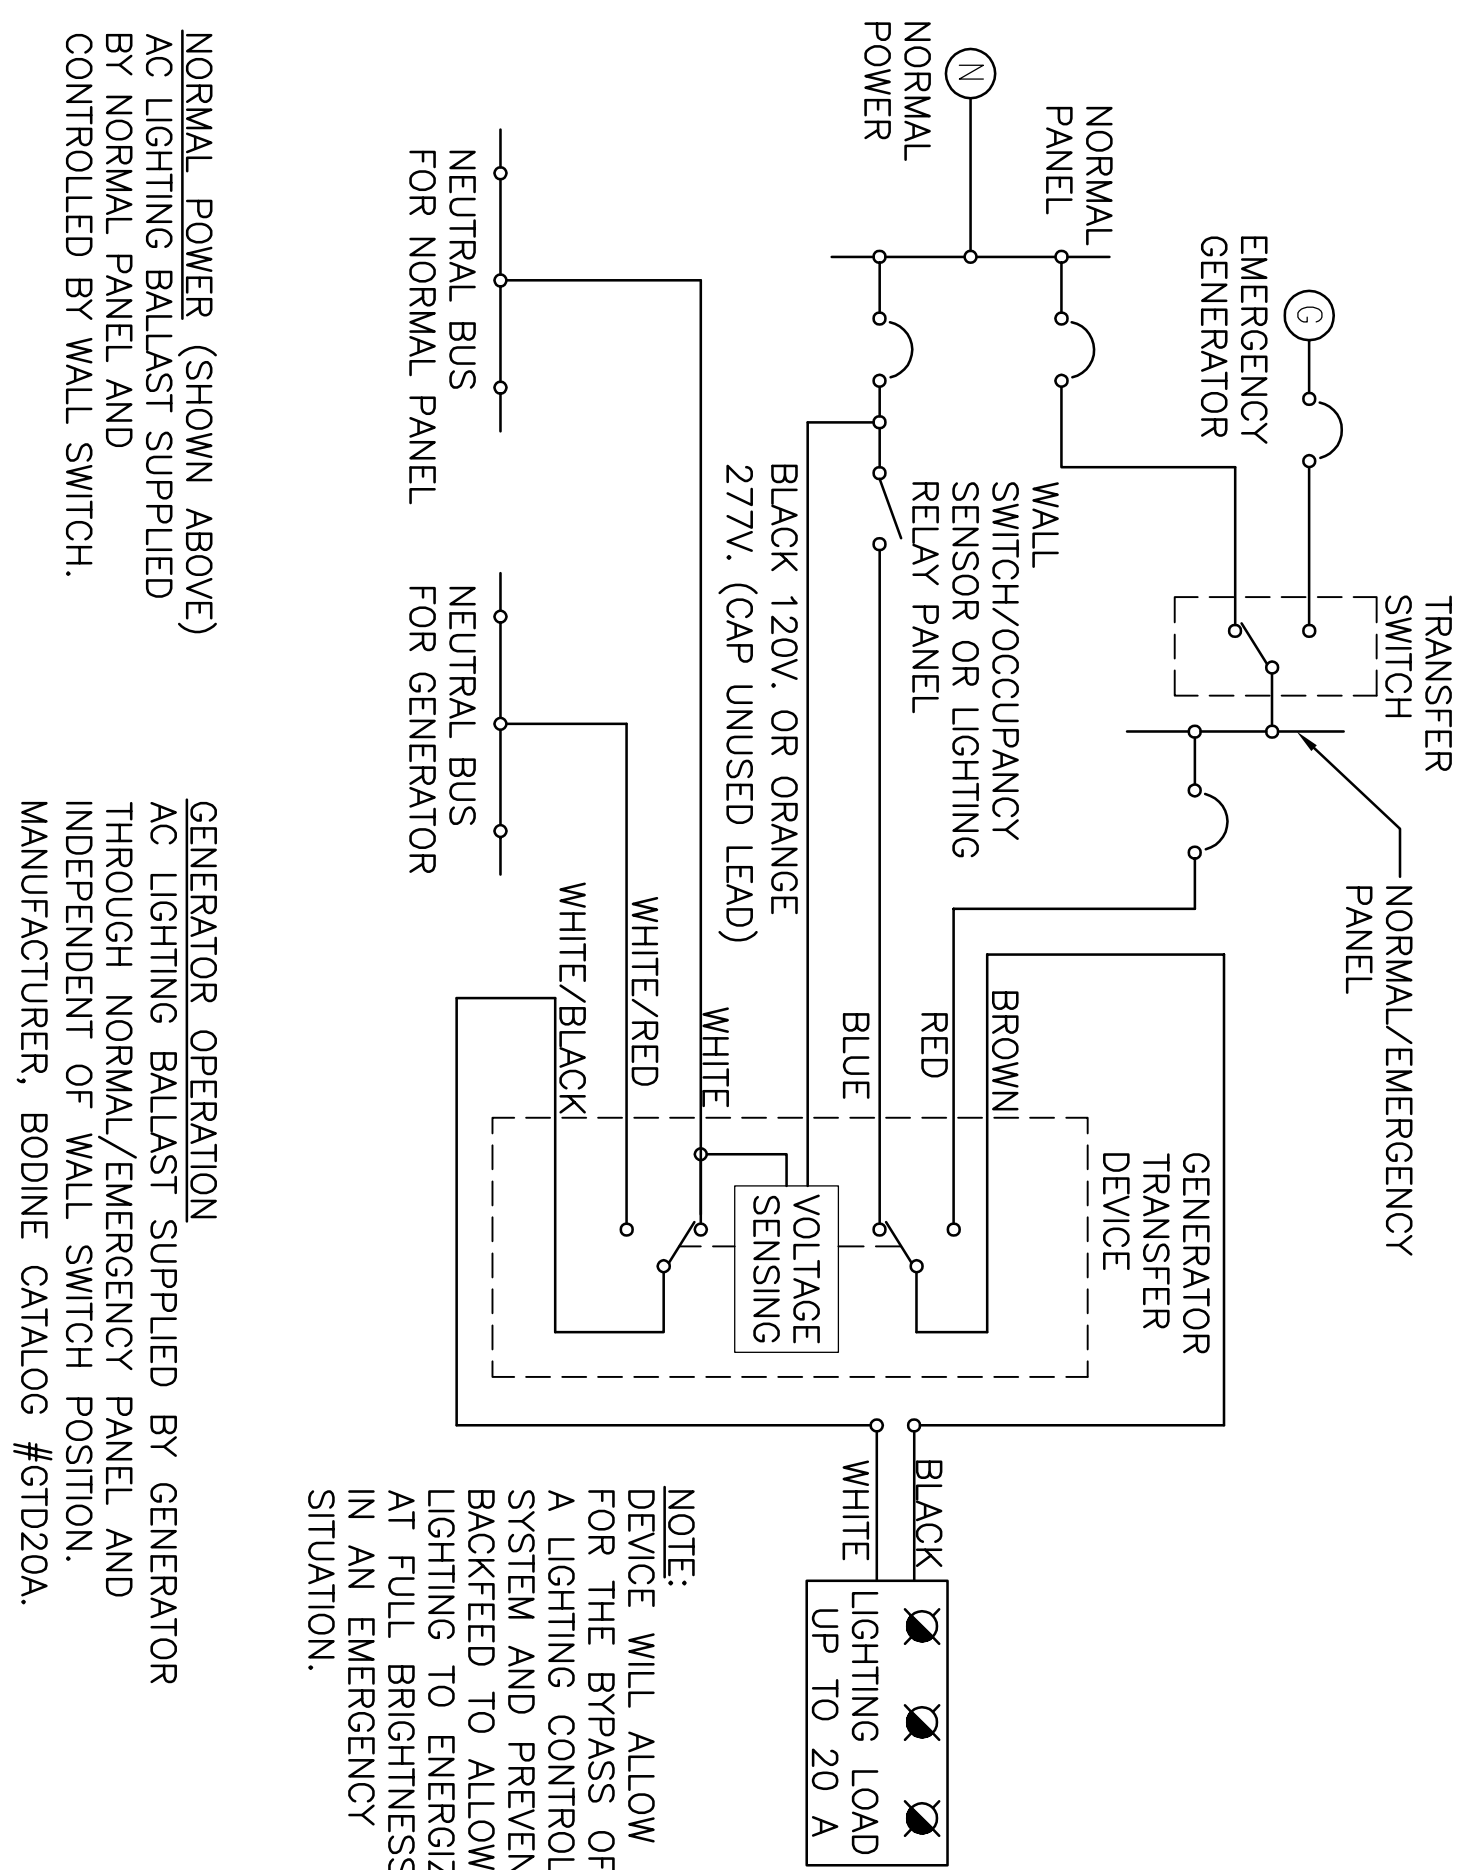 TRANSFER
SWITCH
NORMAL/EMERGENCY
PANEL
G
EMERGENCY
GENERATOR
NORMAL
PANEL
N
NORMAL
POWER
WALL
SWITCH/OCCUPANCY
SENSOR OR LIGHTING
RELAY PANEL
BLACK 120V. OR ORANGE
277V. (CAP UNUSED LEAD)
GENERATOR
TRANSFER
DEVICE
BROWN
RED
BLUE
VOLTAGE
SENSING
WHITE
WHITE/RED
WHITE/BLACK
BLACK
WHITE
LIGHTING LOAD
UP TO 20 A
NEUTRAL BUS
FOR NORMAL PANEL
NEUTRAL BUS
FOR GENERATOR
NOTE:
DEVICE WILL ALLOW
FOR THE BYPASS OF
A LIGHTING CONTROL
SYSTEM AND PREVEN
BACKFEED TO ALLOW
LIGHTING TO ENERGIZ
AT FULL BRIGHTNESS
IN AN EMERGENCY
SITUATION.
NORMAL POWER (SHOWN ABOVE)
AC LIGHTING BALLAST SUPPLIED
BY NORMAL PANEL AND
CONTROLLED BY WALL SWITCH.
GENERATOR OPERATION
AC LIGHTING BALLAST SUPPLIED BY GENERATOR
THROUGH NORMAL/EMERGENCY PANEL AND
INDEPENDENT OF WALL SWITCH POSITION.
MANUFACTURER, BODINE CATALOG #GTD20A.